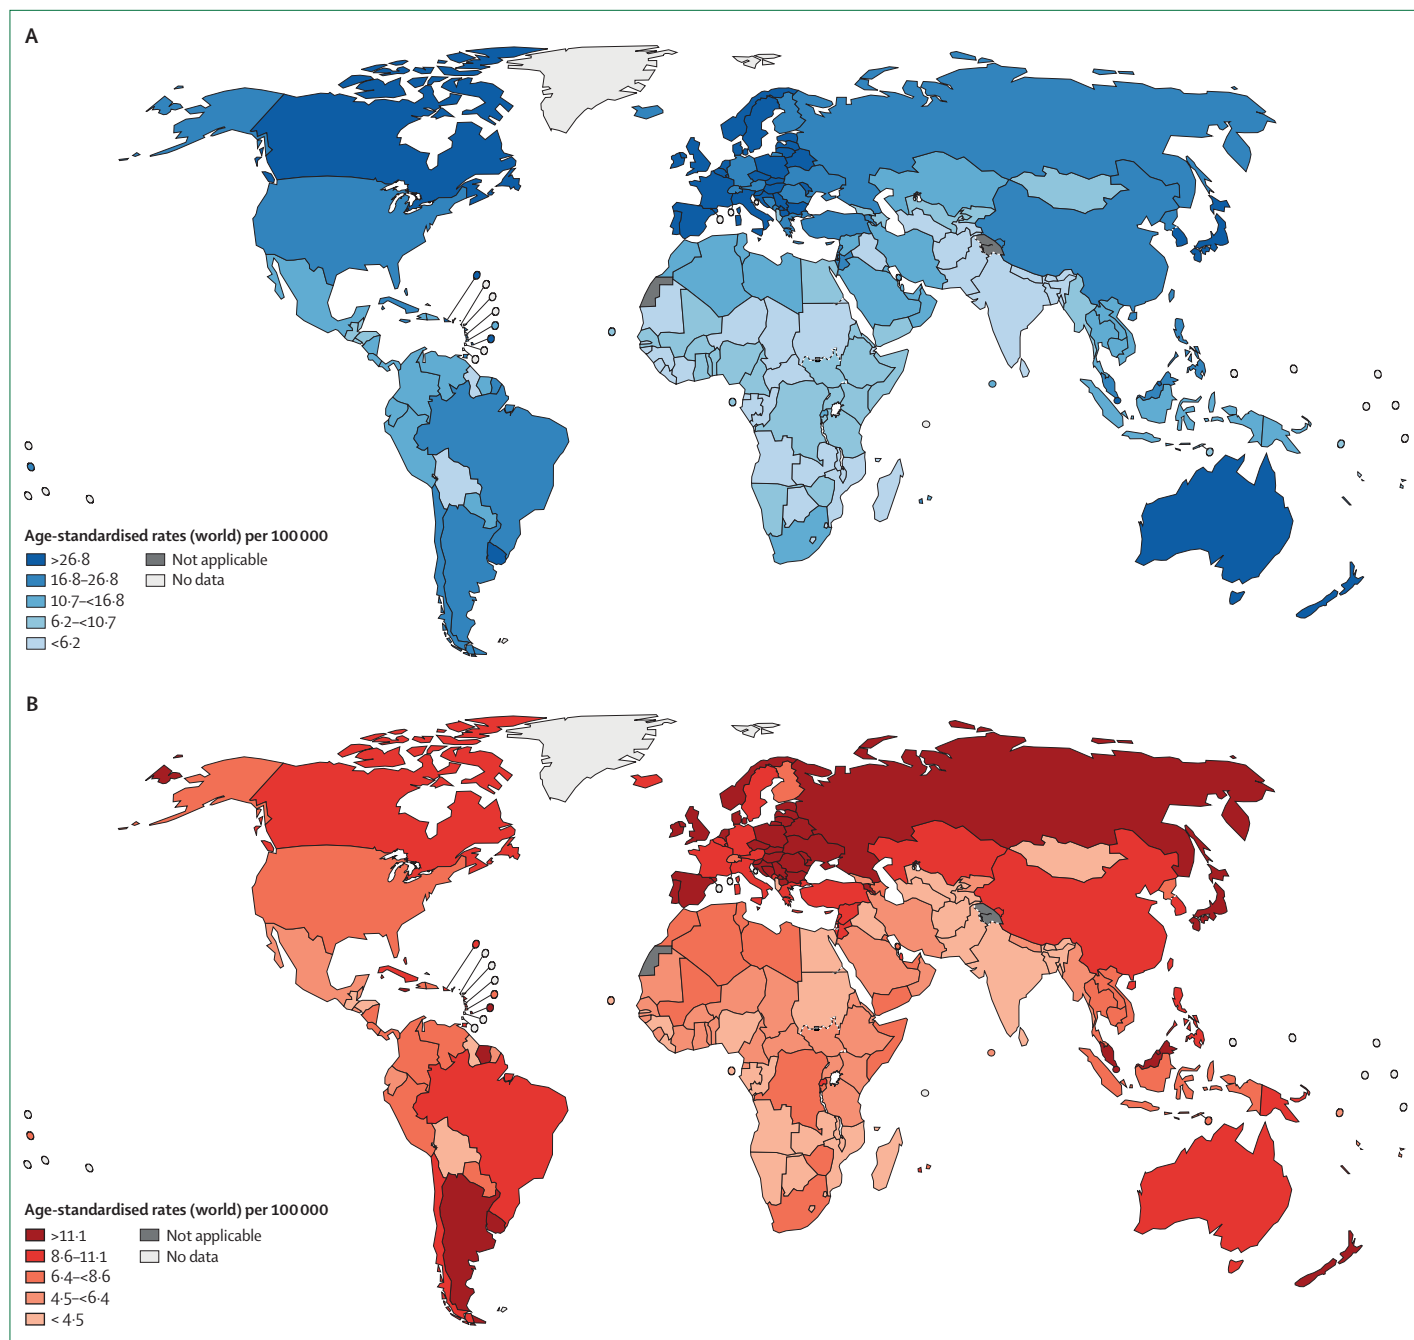 A
Age-standardised rates (world) per 100 000
>26·8
16·8–26·8
10·7–<16·8
6·2–<10·7
<6·2
Not applicable
No data
B
Age-standardised rates (world) per 100 000
>11·1
8·6–11·1
6·4–<8·6
4·5–<6·4
< 4·5
Not applicable
No data